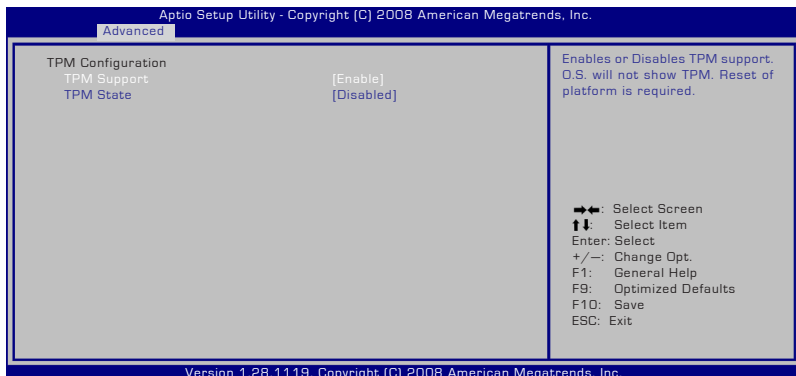 Aptio Setup Utility - Copyright (C) 2008 American Megatrends, Inc.
Advanced
TPM Configuration
TPM Support [Enable]
TPM State [Disabled]
Enables or Disables TPM support.
O.S. will not show TPM. Reset of
platform is required.
→←: Select Screen
↑↓: Select Item
Enter: Select
+/—: Change Opt.
F1: General Help
F9: Optimized Defaults
F10: Save
ESC: Exit
Version 1.28.1119. Copyright (C) 2008 American Megatrends, Inc.